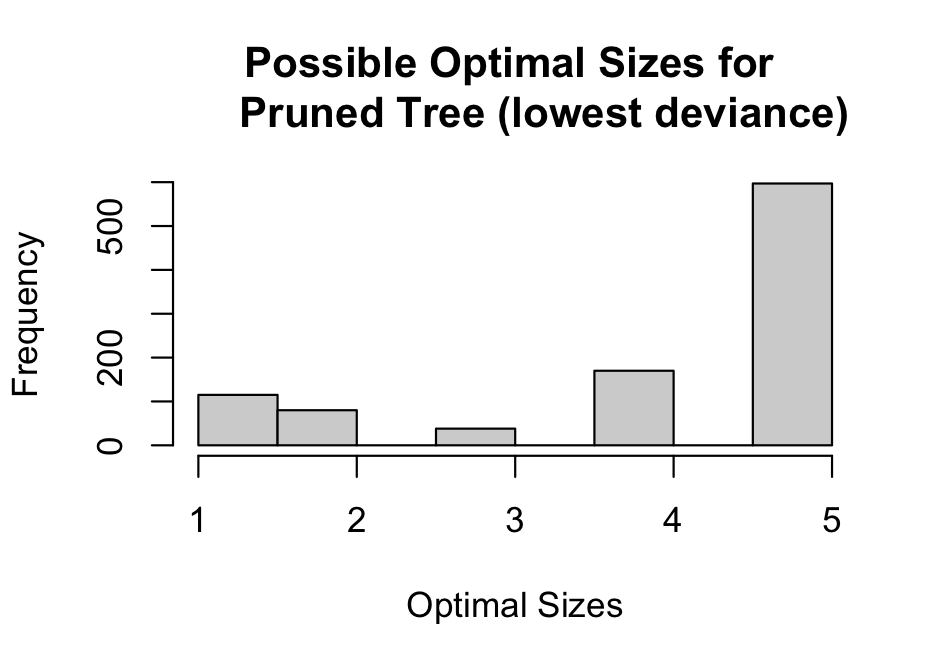 Possible Optimal Sizes for
Pruned Tree (lowest deviance)
Frequency
500
200
0
1 2 3 4 5
Optimal Sizes